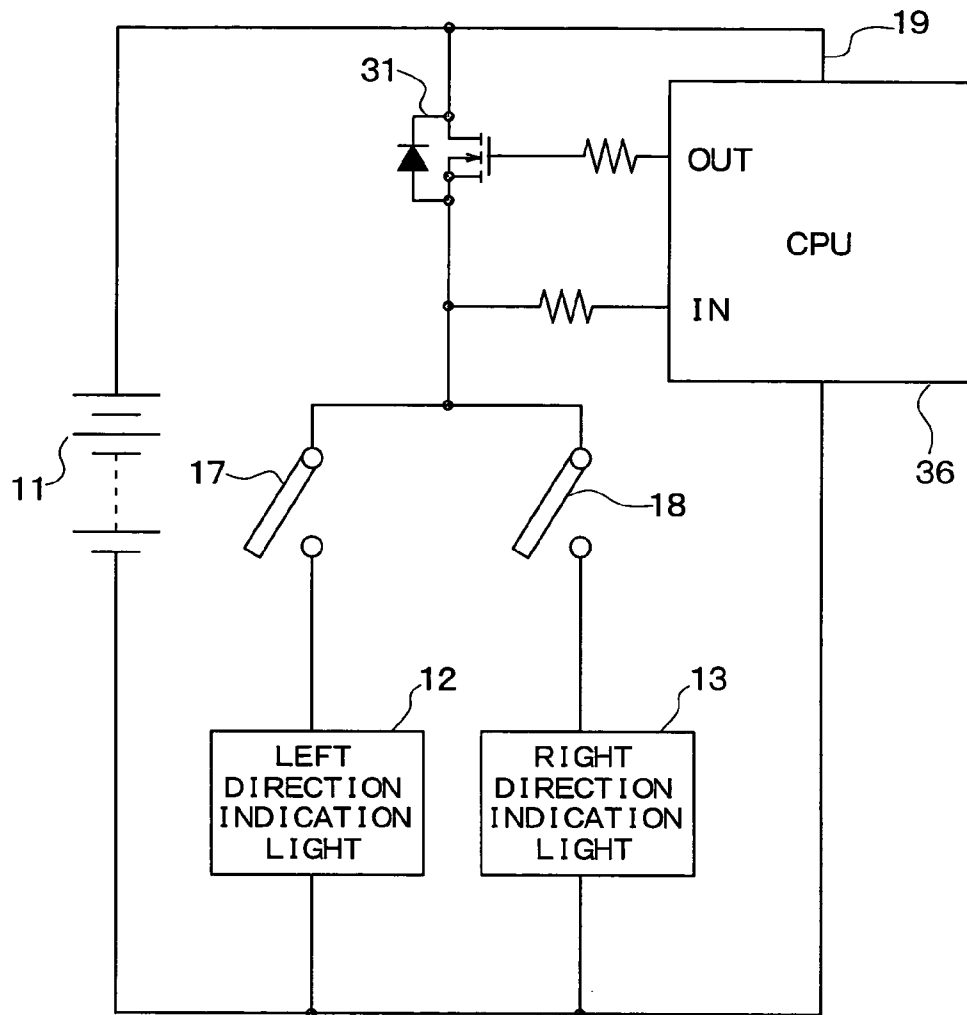 19
31
OUT
CPU
IN
11
17
18
36
12
13
LEFT
DIRECTION
INDICATION
LIGHT
RIGHT
DIRECTION
INDICATION
LIGHT